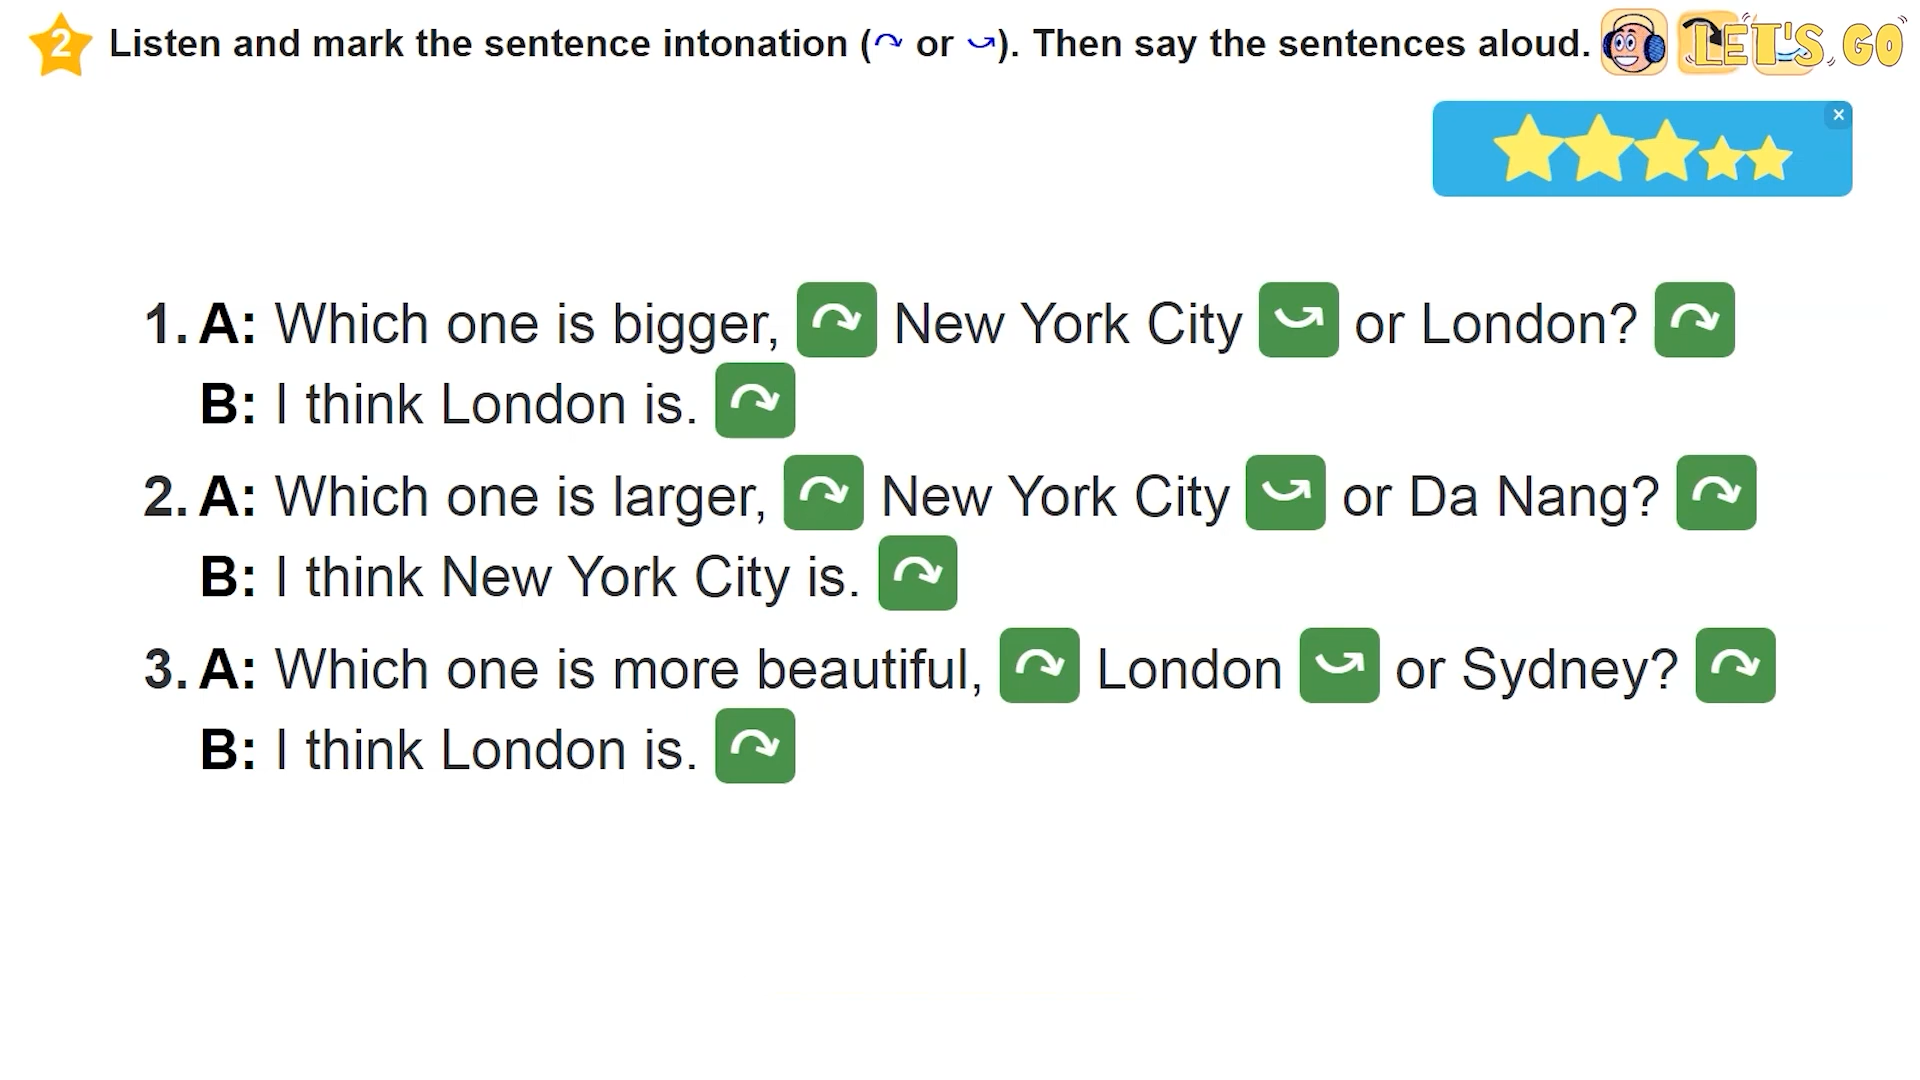 2 Listen and mark the sentence intonation (↷ or ⤻). Then say the sentences aloud.
LET'S GO
×
1. A: Which one is bigger, ↷ New York City ⤻ or London? ↷
B: I think London is. ↷
2. A: Which one is larger, ↷ New York City ⤻ or Da Nang? ↷
B: I think New York City is. ↷
3. A: Which one is more beautiful, ↷ London ⤻ or Sydney? ↷
B: I think London is. ↷